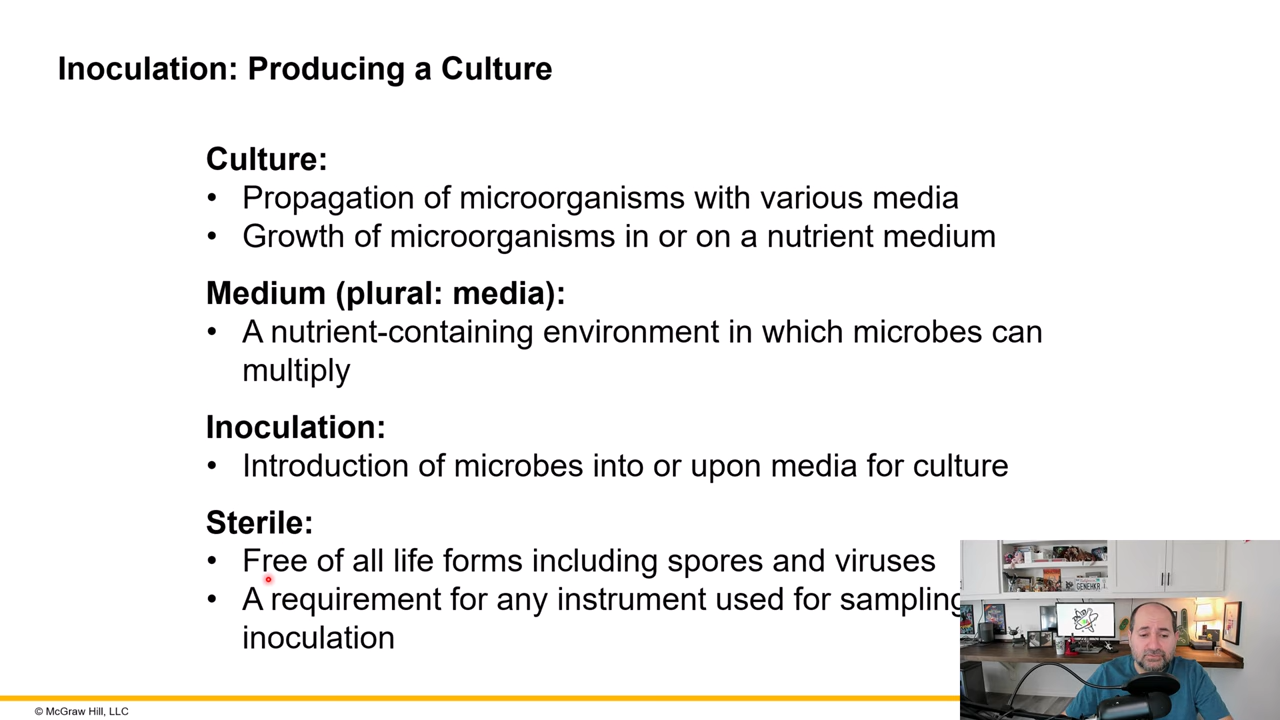 Inoculation: Producing a Culture
Culture:
• Propagation of microorganisms with various media
• Growth of microorganisms in or on a nutrient medium
Medium (plural: media):
• A nutrient-containing environment in which microbes can
multiply
Inoculation:
• Introduction of microbes into or upon media for culture
Sterile:
• Free of all life forms including spores and viruses
• A requirement for any instrument used for sampling
inoculation
© McGraw Hill, LLC
GENEHKR